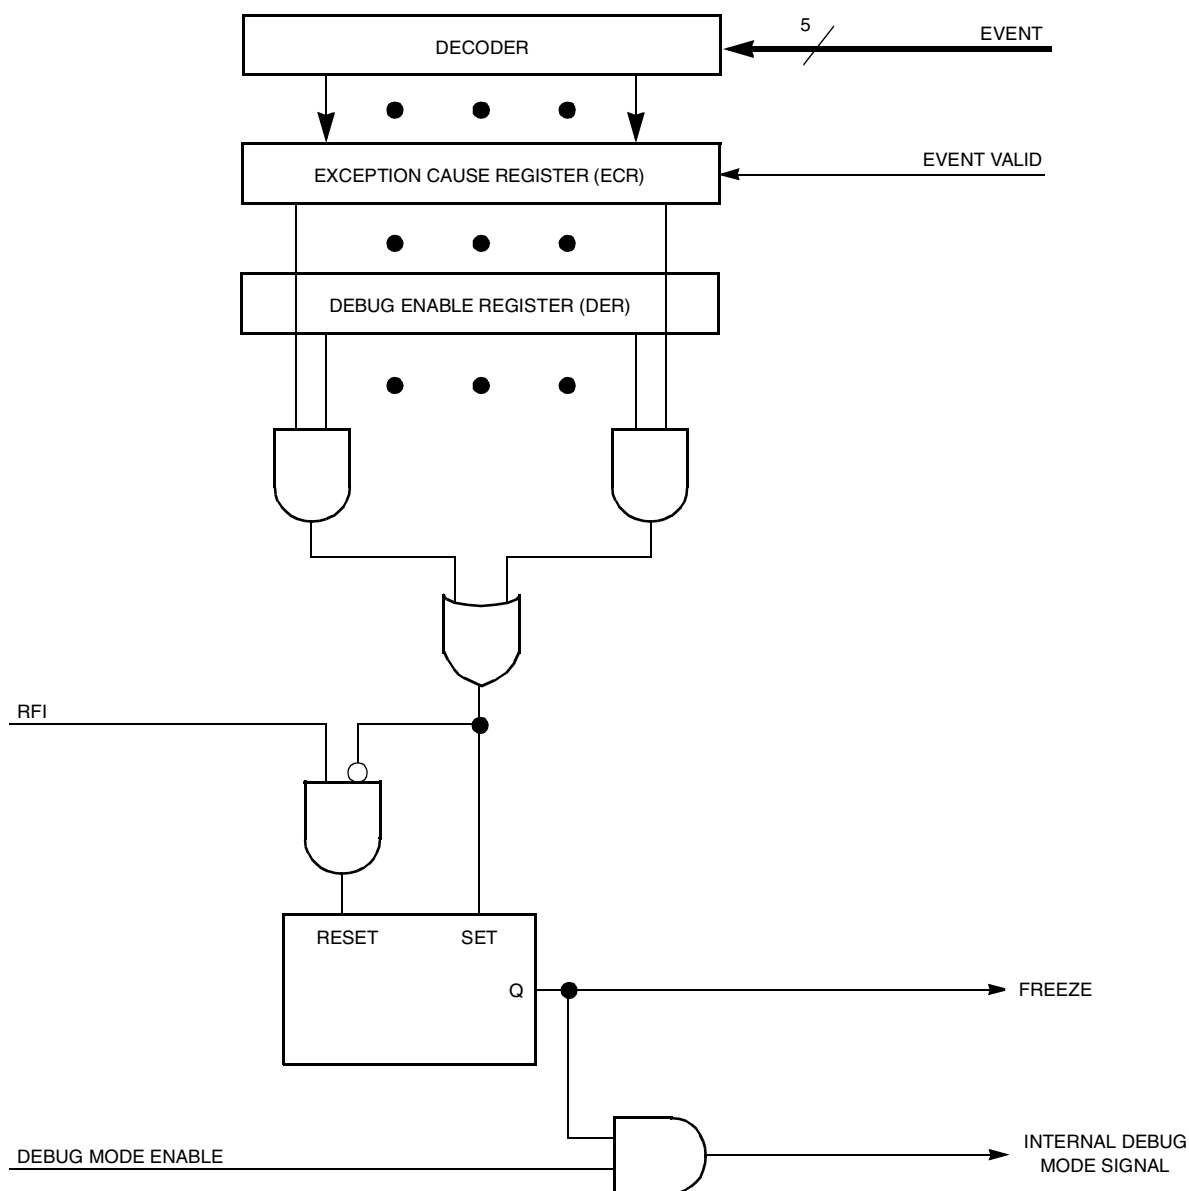 5
EVENT
DECODER
EVENT VALID
EXCEPTION CAUSE REGISTER (ECR)
DEBUG ENABLE REGISTER (DER)
RFI
RESET
SET
Q
FREEZE
DEBUG MODE ENABLE
INTERNAL DEBUG
MODE SIGNAL